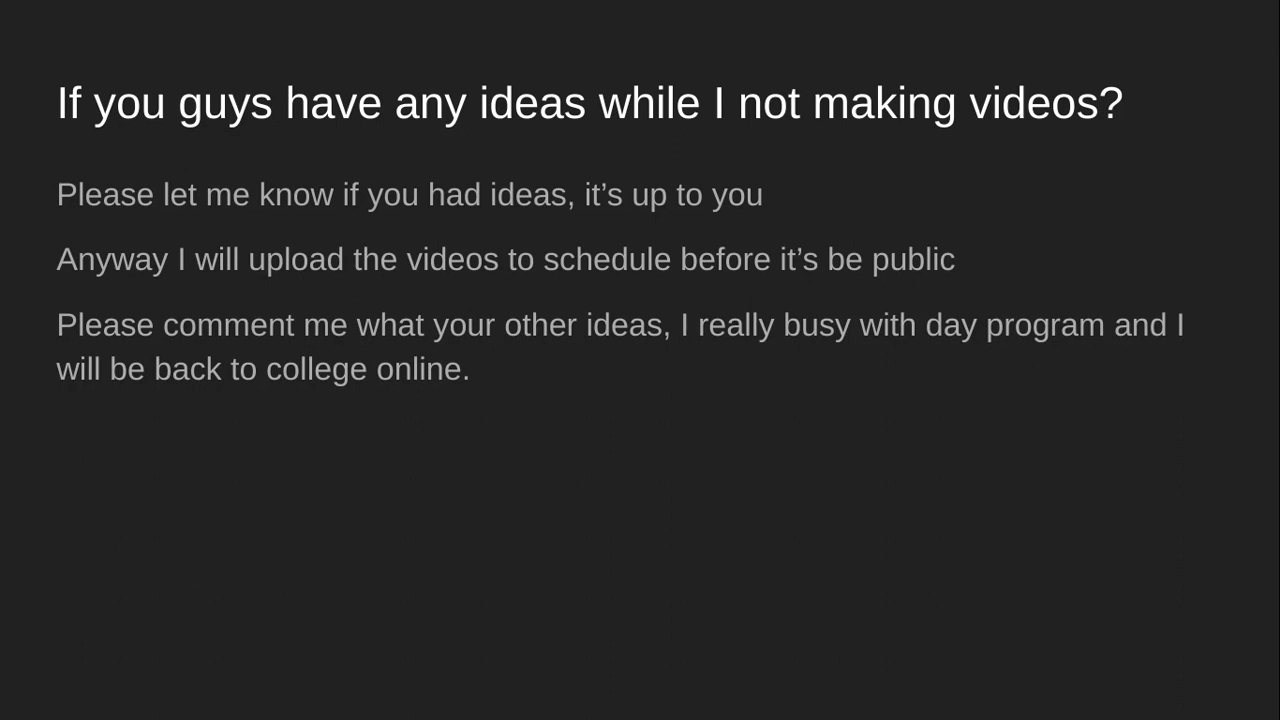 If you guys have any ideas while I not making videos?
Please let me know if you had ideas, it’s up to you
Anyway I will upload the videos to schedule before it’s be public
Please comment me what your other ideas, I really busy with day program and I
will be back to college online.